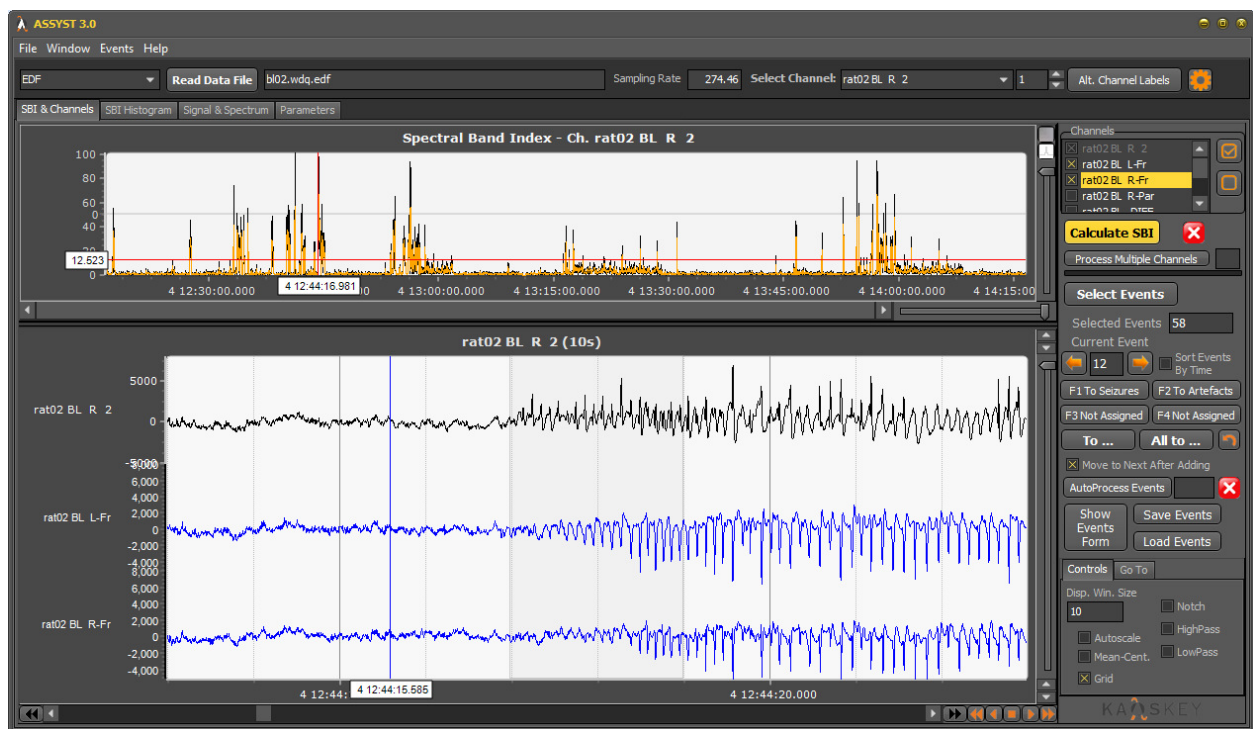 ASSYST 3.0
File Window Events Help
EDF Read Data File bl02.wdq.edf Sampling Rate 274.46 Select Channel: rat02 BL R 2 1 Alt. Channel Labels
SBI & Channels SBI Histogram Signal & Spectrum Parameters
Spectral Band Index - Ch. rat02 BL R 2
100
80
60
0
40
20
12.523
0
4 12:30:00.000 4 12:44:16.981 4 13:00:00.000 4 13:15:00.000 4 13:30:00.000 4 13:45:00.000 4 14:00:00.000 4 14:15:00
rat02 BL R 2 (10s)
5000
rat02 BL R 2
0
-5000
8,000
6,000
4,000
rat02 BL L-Fr
2,000
0
-2,000
-4,000
8,000
6,000
4,000
rat02 BL R-Fr
2,000
0
-2,000
-4,000
4 12:44: 4 12:44:15.585 4 12:44:20.000
Channels
rat02 BL R 2
rat02 BL L-Fr
rat02 BL R-Fr
rat02 BL R-Par
rat02 BL DIFF
Calculate SBI
Process Multiple Channels
Select Events
Selected Events 58
Current Event
12 Sort Events
By Time
F1 To Seizures F2 To Artefacts
F3 Not Assigned F4 Not Assigned
To ... All to ...
Move to Next After Adding
AutoProcess Events
Show
Events
Form
Save Events
Load Events
Controls Go To
Disp. Win. Size
10
Notch
HighPass
Autoscale
LowPass
Mean-Cent.
Grid
KAOSKEY